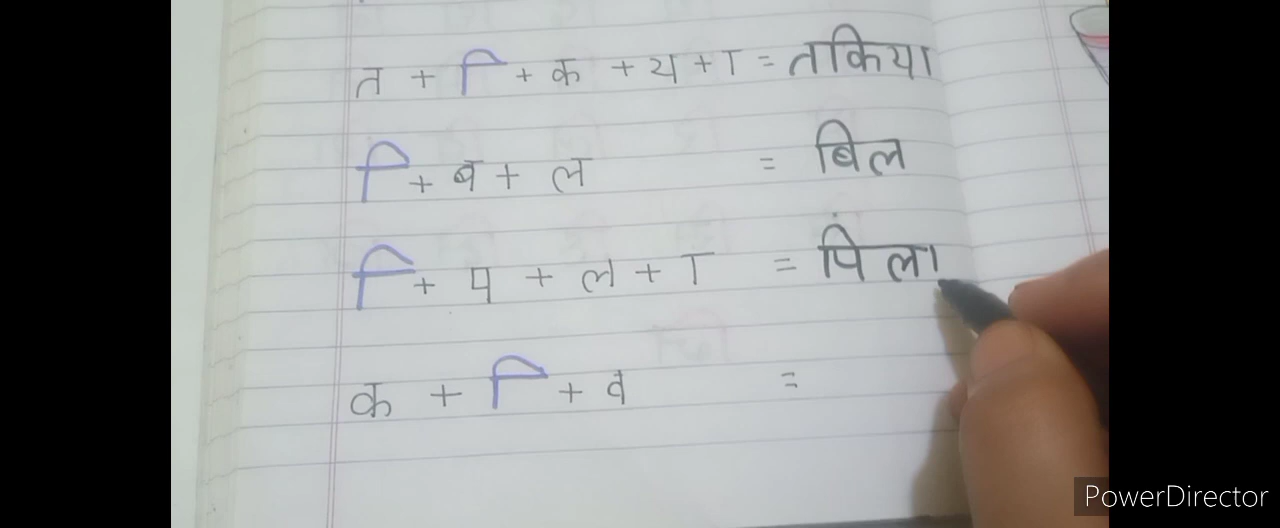 त + ि + क + य + ा = तकिया
ि + ब + ल = बिल
ि + प + ल + ा = पिला
क + ि + व =
PowerDirector